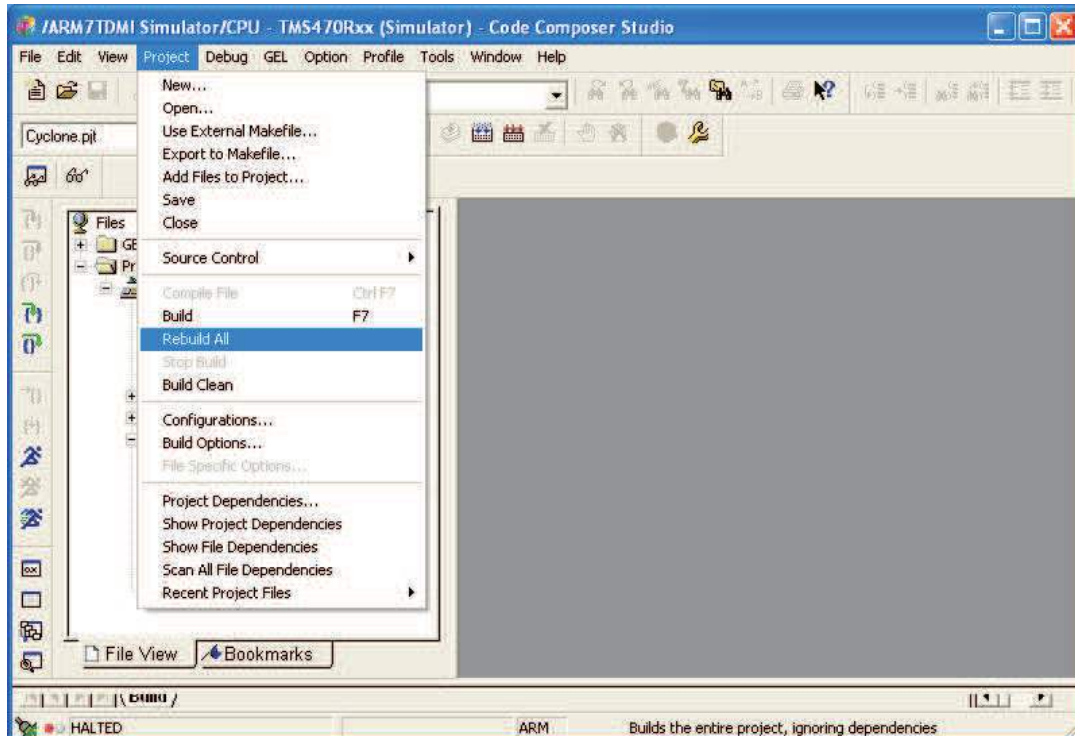 /ARM7TDMI Simulator/CPU - TMS470Rxx (Simulator) - Code Composer Studio
File Edit View Project Debug GEL Option Profile Tools Window Help
Cyclone.pjt
Files
GE
Pr
New...
Open...
Use External Makefile...
Export to Makefile...
Add Files to Project...
Save
Close
Source Control
Compile File Ctrl F7
Build F7
Rebuild All
Stop Build
Build Clean
Configurations...
Build Options...
File Specific Options...
Project Dependencies...
Show Project Dependencies
Show File Dependencies
Scan All File Dependencies
Recent Project Files
File View Bookmarks
Build
HALTED ARM Builds the entire project, ignoring dependencies